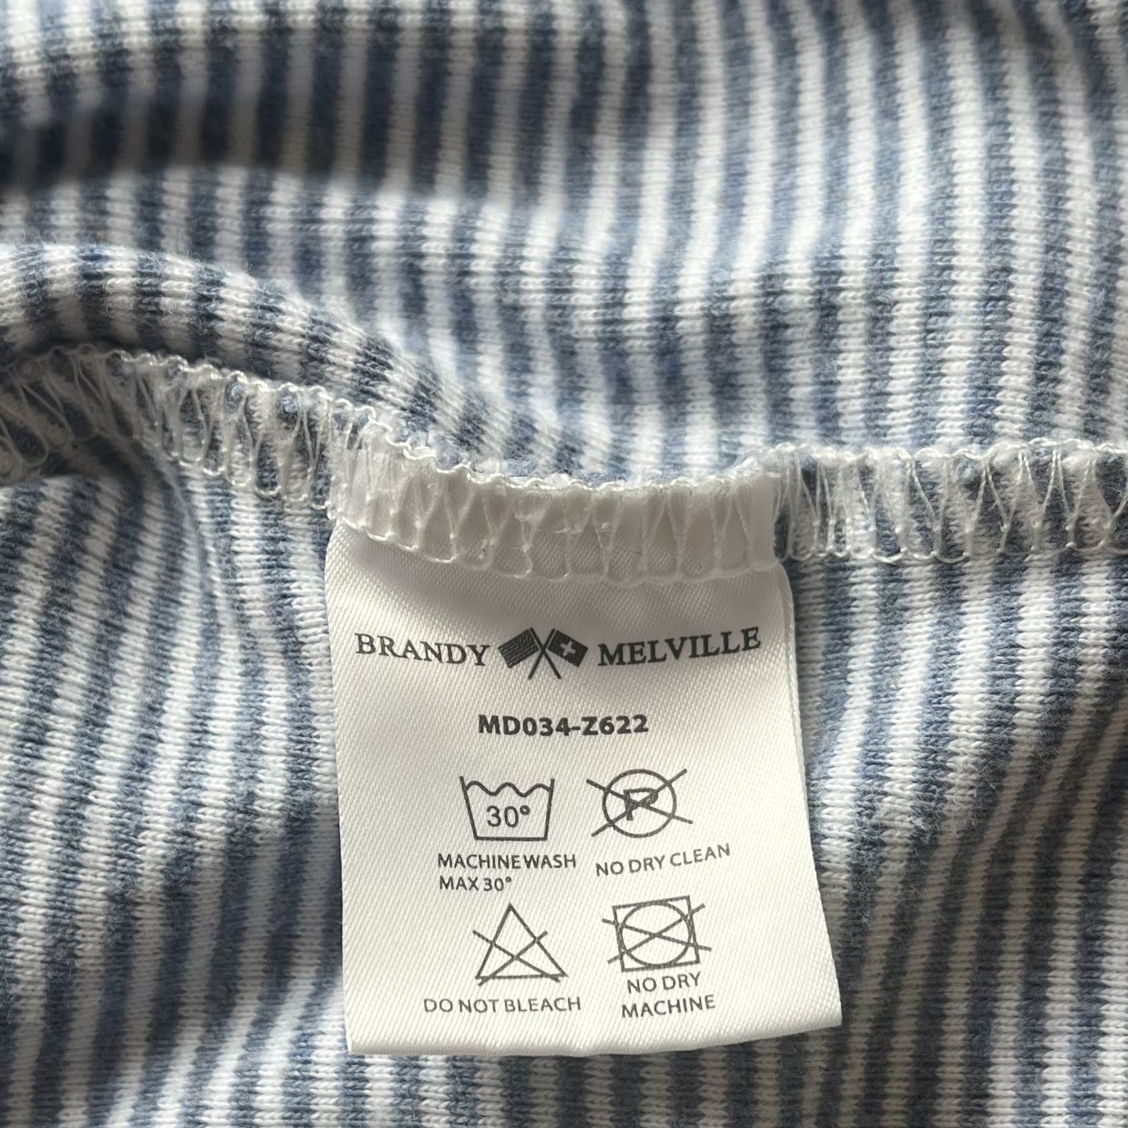 BRANDY MELVILLE
MD034-Z622
30°
P
MACHINE WASH
MAX 30°
NO DRY CLEAN
DO NOT BLEACH
NO DRY
MACHINE